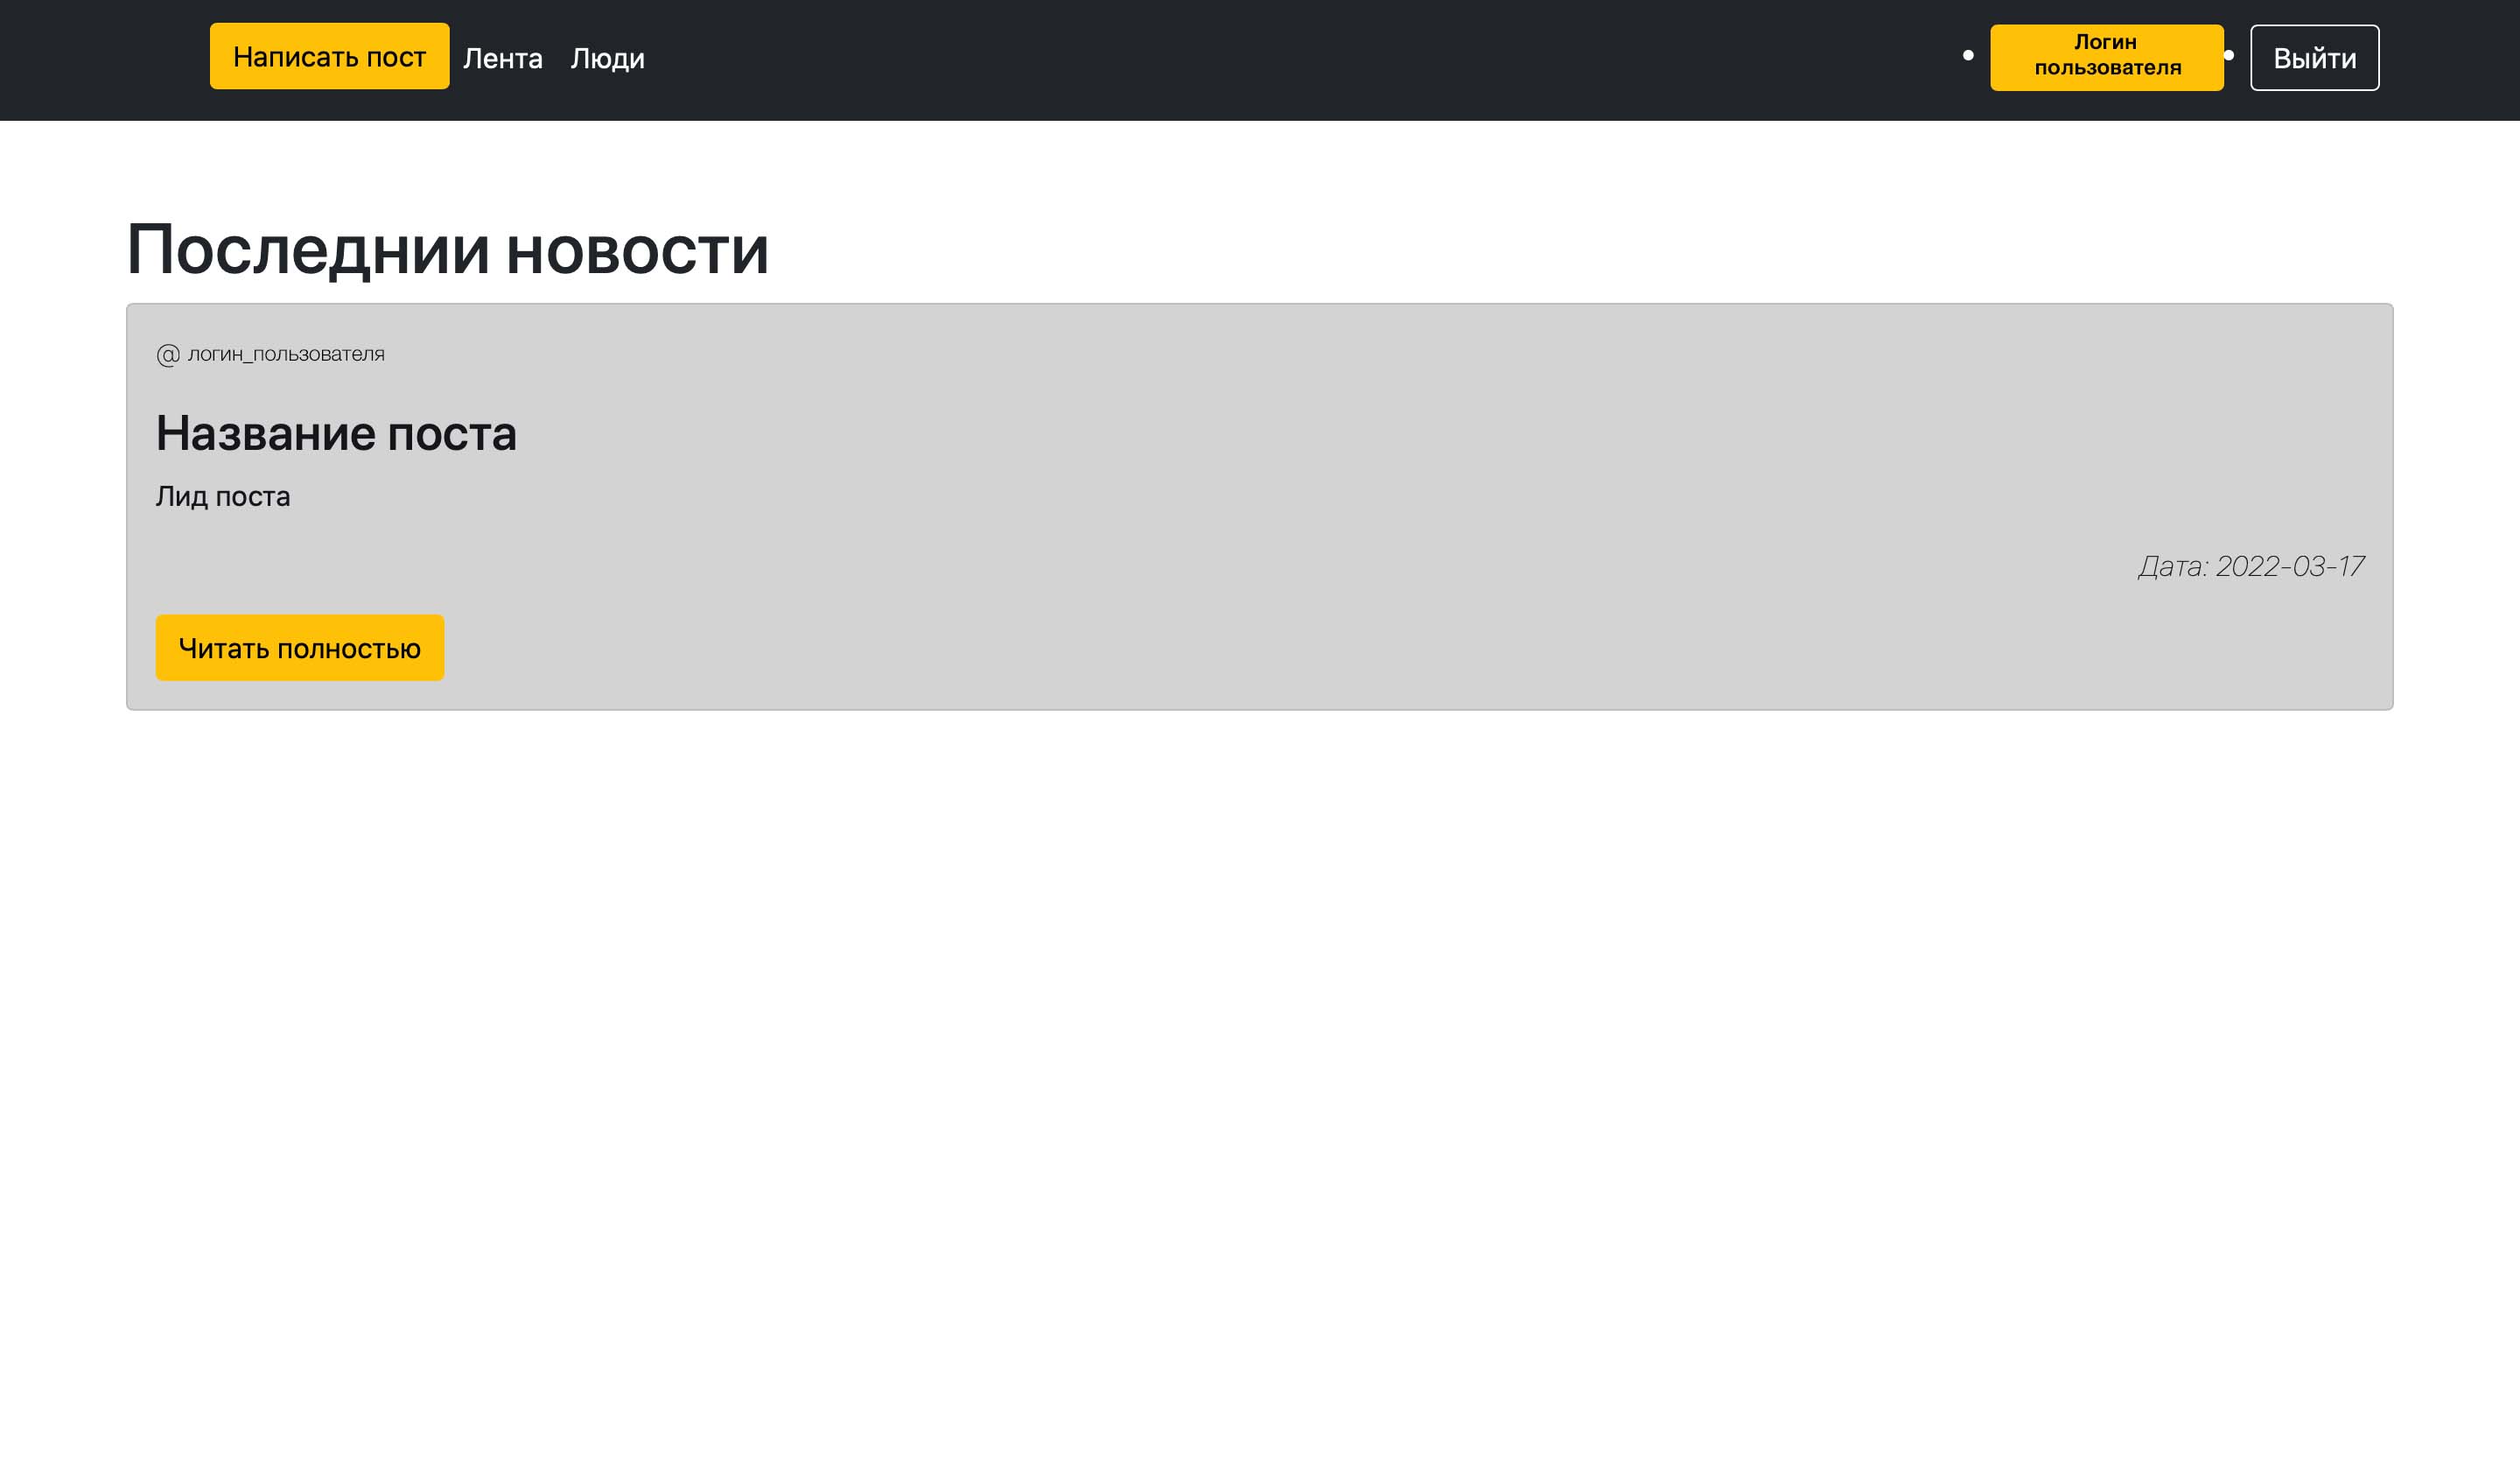 Написать пост Лента Люди
Логин
пользователя
Выйти
Последнии новости
@ логин_пользователя
Название поста
Лид поста
Дата: 2022-03-17
Читать полностью